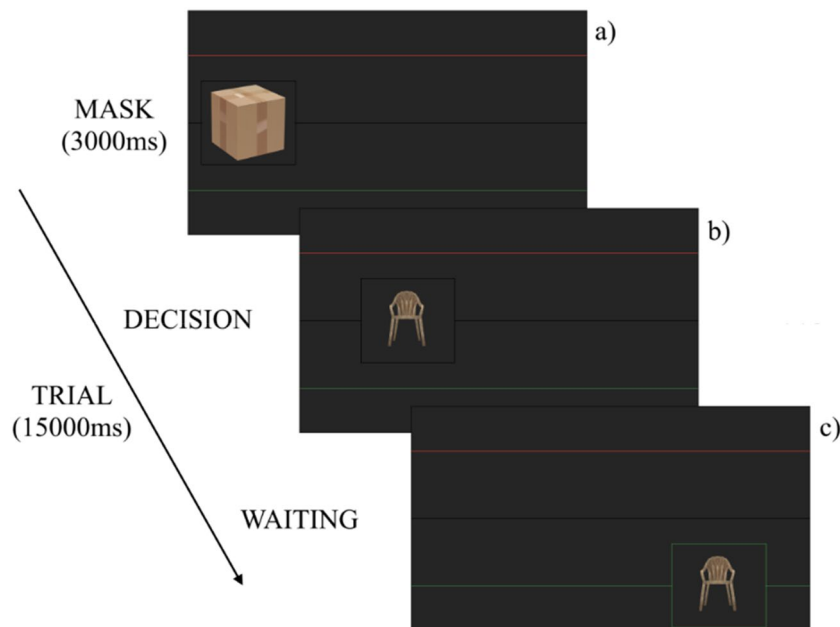 a)
MASK
(3000ms)
b)
DECISION
TRIAL
(15000ms)
c)
WAITING